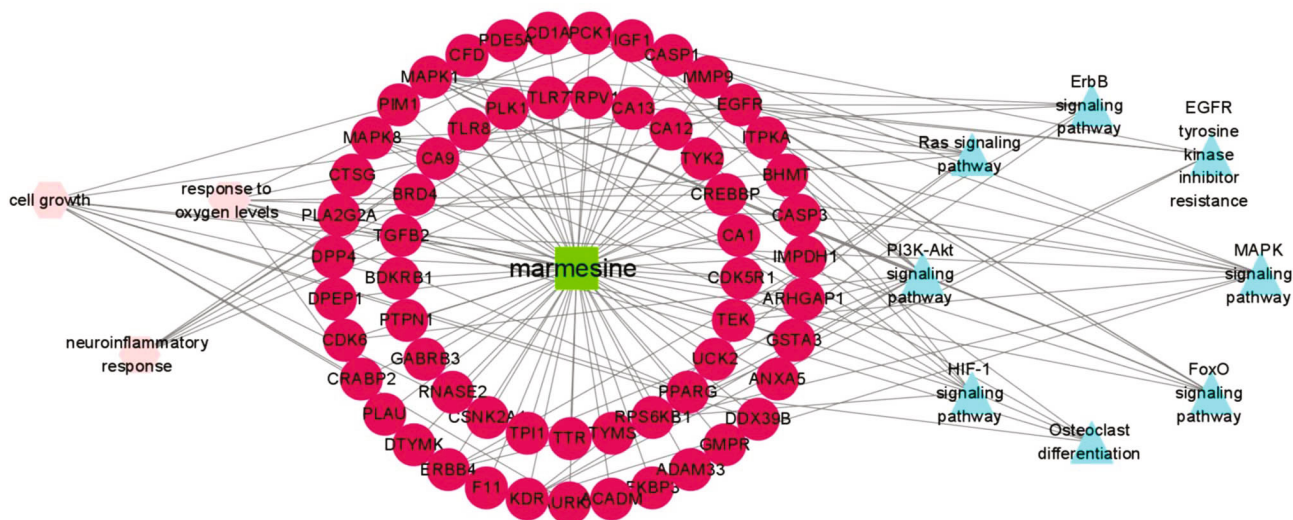 cell growth
response to
oxygen levels
neuroinflammatory
response
marmesine
CD1A
PCK1
IGF1
CASP1
MMP9
EGFR
ITPKA
BHMT
CASP3
IMPDH1
ARHGAP1
GSTA3
ANXA5
DDX39B
GMPR
ADAM33
ACADM
KDR
F11
ERBB4
DTYMK
PLAU
CRABP2
CDK6
DPEP1
DPP4
PLA2G2A
CTSG
MAPK8
PIM1
MAPK1
CFD
PDE5A
TLR7
CA13
CA12
TYK2
CREBBP
CA1
CDK5R1
TEK
UCK2
PPARG
RPS6KB1
TYMS
TTR
TPI1
RNASE2
GABRB3
PTPN1
BDKRB1
TGFB2
BRD4
CA9
TLR8
PLK1
ErbB
signaling
pathway
EGFR
tyrosine
kinase
inhibitor
resistance
Ras signaling
pathway
PI3K-Akt
signaling
pathway
MAPK
signaling
pathway
HIF-1
signaling
pathway
FoxO
signaling
pathway
Osteoclast
differentiation